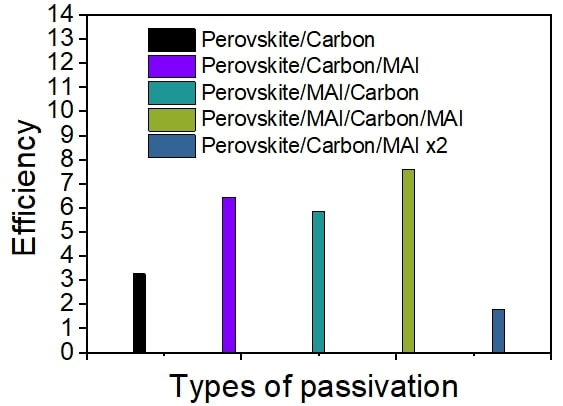 14
13
12
11
10
9
8
7
6
5
4
3
2
1
0
Efficiency
Perovskite/Carbon
Perovskite/Carbon/MAI
Perovskite/MAI/Carbon
Perovskite/MAI/Carbon/MAI
Perovskite/Carbon/MAI x2
Types of passivation